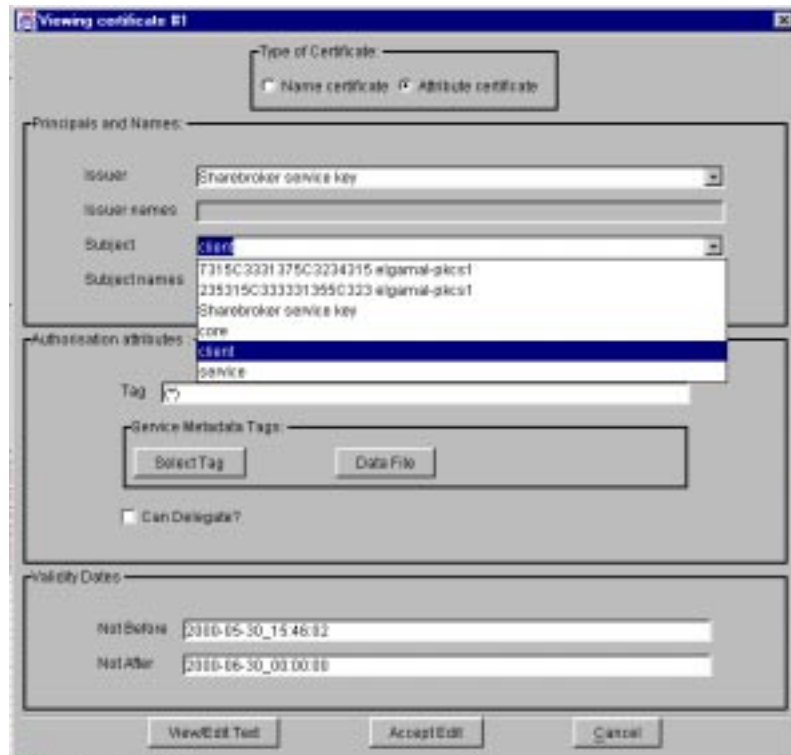 Viewing certificate #1
Type of Certificate:
Name certificate Attribute certificate
Principals and Names:
Issuer Sharebroker service key
Issuer names
Subject client
Subject names
7315C3331375C3234315 elgamal-pkcs1
235315C333331355C323 elgamal-pkcs1
Sharebroker service key
core
client
service
Authorisation attributes :
Tag (*)
Service Metadata Tags:
Select Tag Data File
Can Delegate?
Validity Dates
Not Before 2000-05-30_15:46:02
Not After 2000-06-30_00:00:00
View/Edit Text Accept Edit Cancel